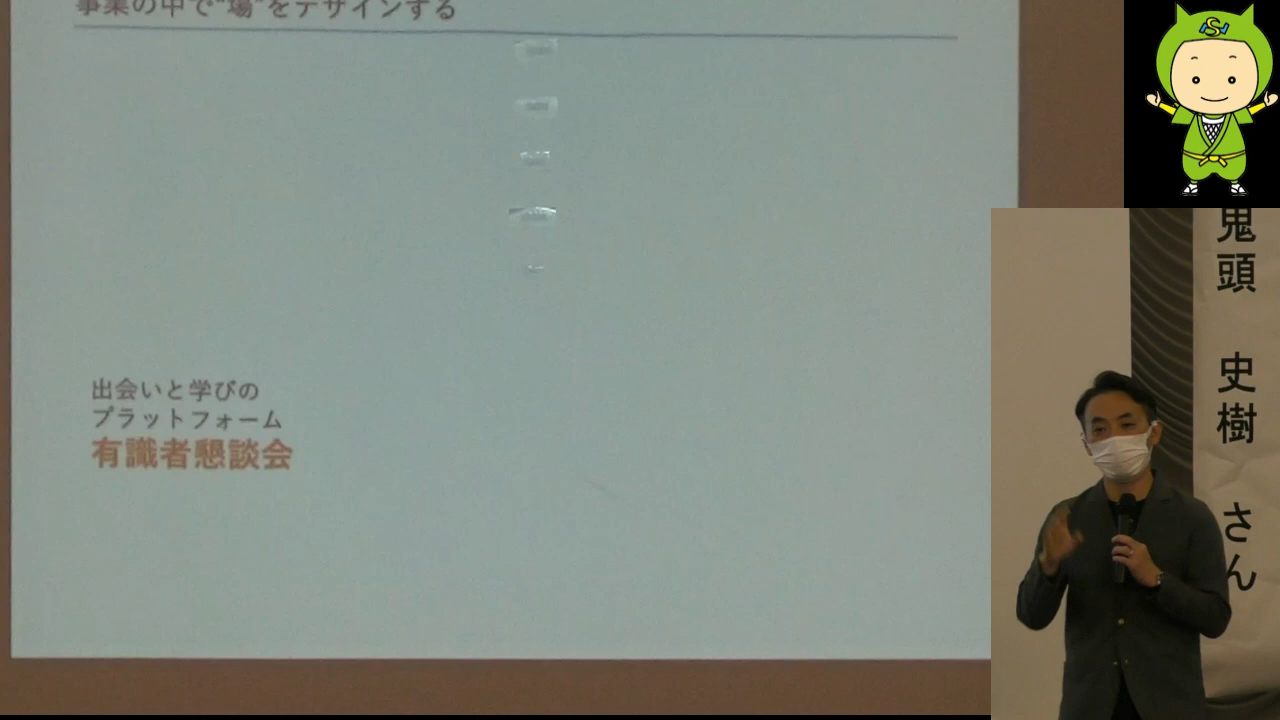 事業の中で“場”をデザインする
出会いと学びの
プラットフォーム
有識者懇談会
鬼頭 史樹 さん
S